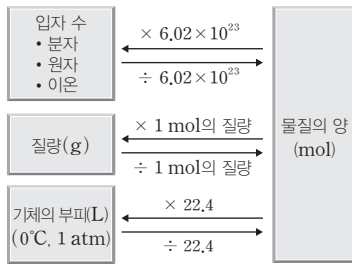 입자 수
• 분자
• 원자
• 이온
× 6.02×10²³
÷ 6.02×10²³
질량(g)
× 1 mol의 질량
÷ 1 mol의 질량
기체의 부피(L)
(0℃, 1 atm)
× 22.4
÷ 22.4
물질의 양
(mol)